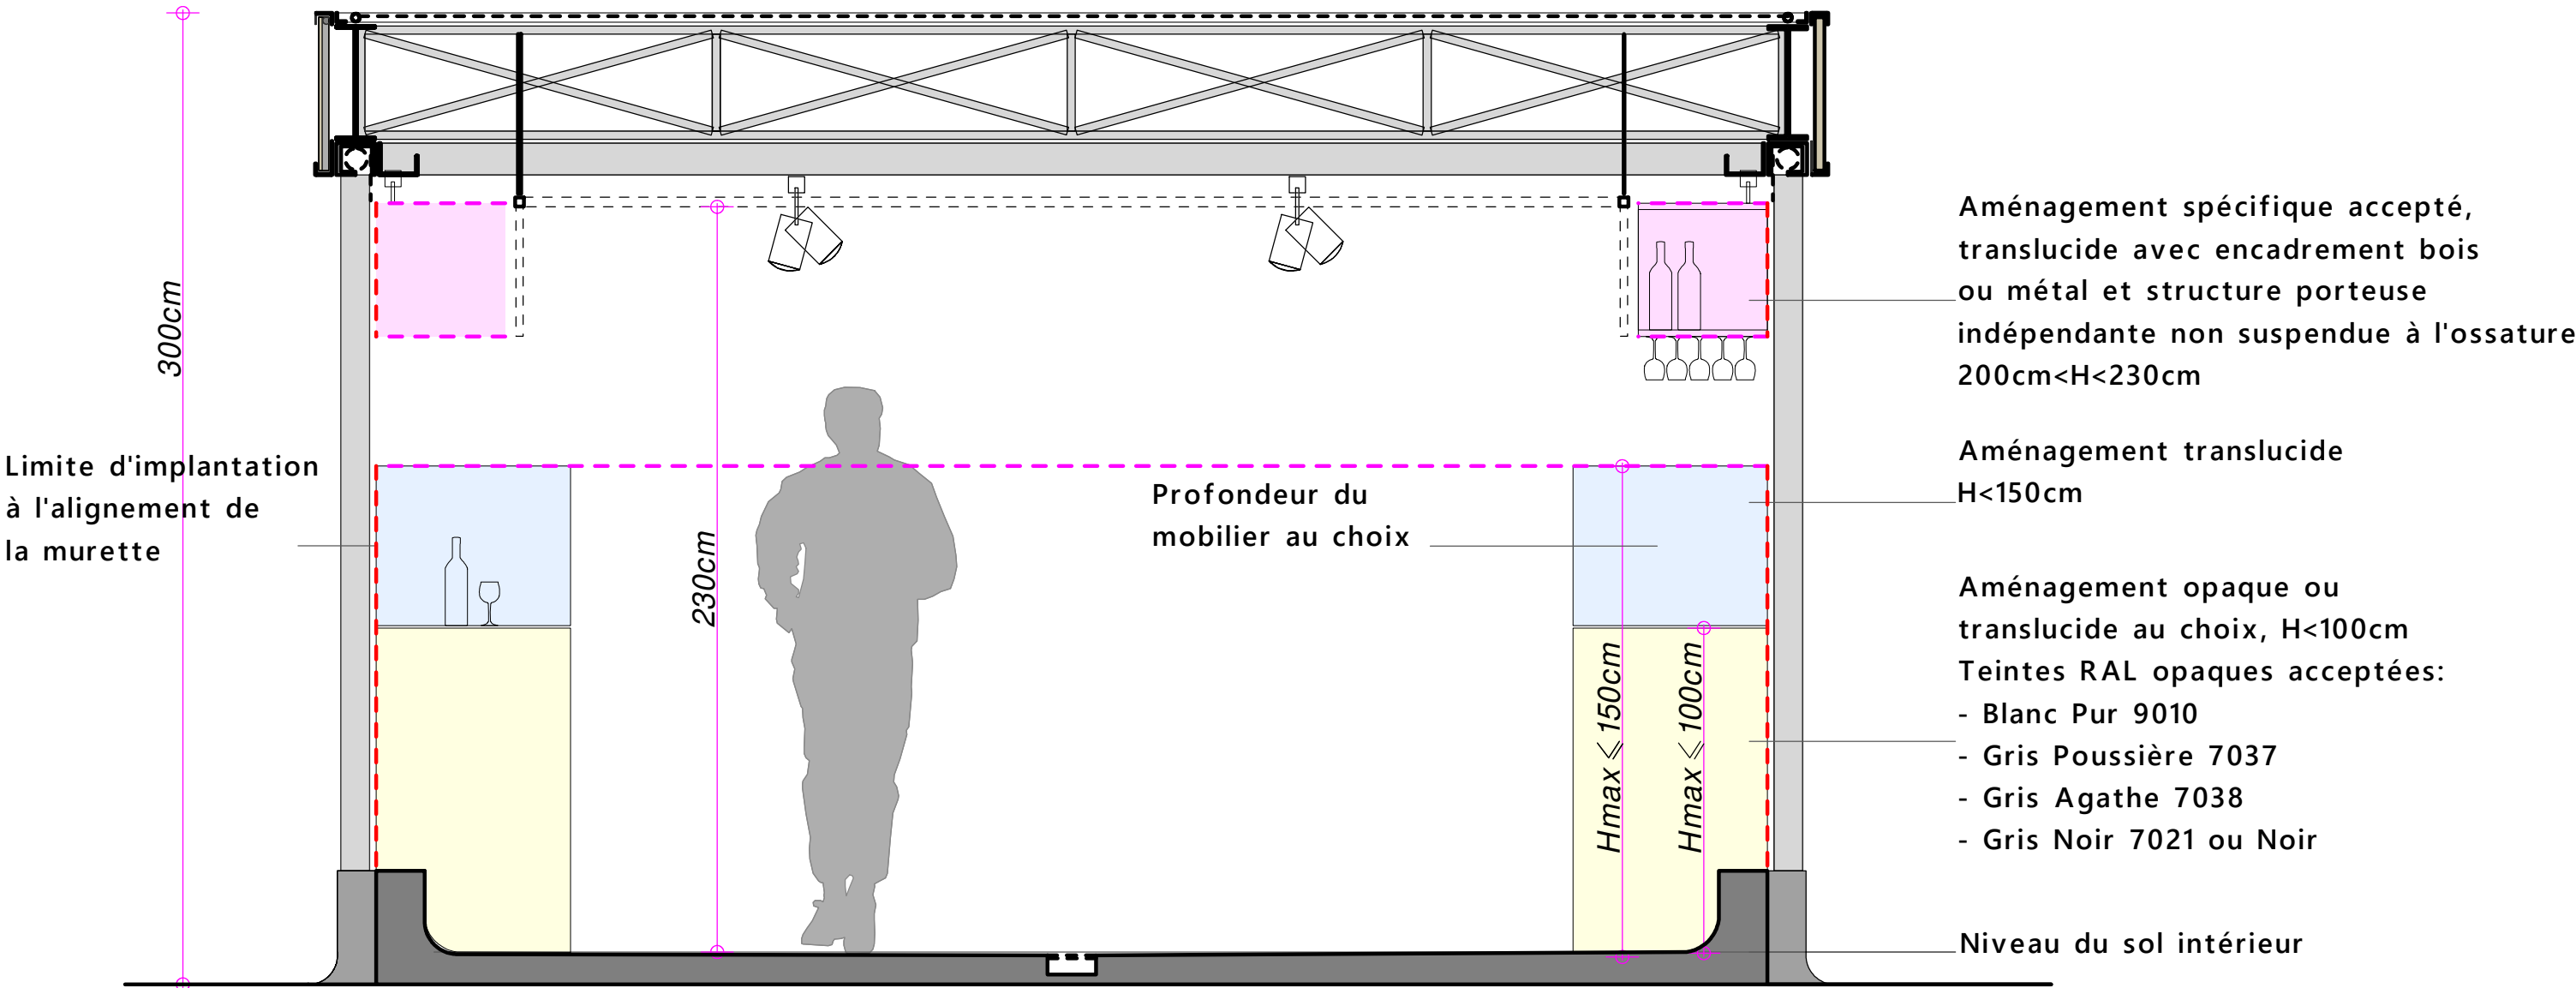 300cm
Limite d'implantation
à l'alignement de
la murette
230cm
Profondeur du
mobilier au choix
Hmax ⩽ 150cm
Hmax ⩽ 100cm
Aménagement spécifique accepté,
translucide avec encadrement bois
ou métal et structure porteuse
indépendante non suspendue à l'ossature
200cm<H<230cm
Aménagement translucide
H<150cm
Aménagement opaque ou
translucide au choix, H<100cm
Teintes RAL opaques acceptées:
- Blanc Pur 9010
- Gris Poussière 7037
- Gris Agathe 7038
- Gris Noir 7021 ou Noir
Niveau du sol intérieur